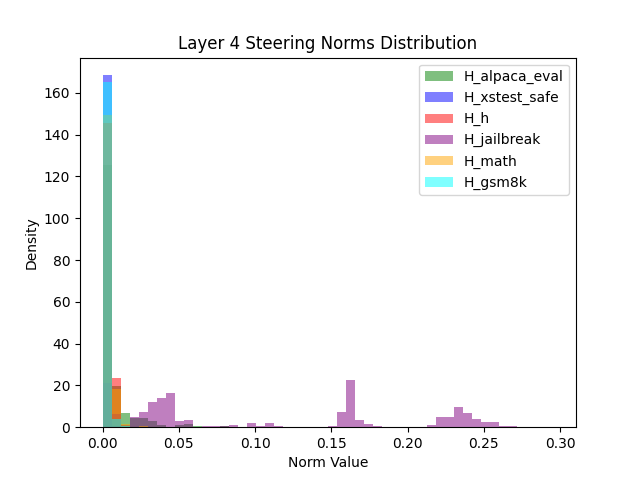 Layer 4 Steering Norms Distribution
H_alpaca_eval
H_xstest_safe
H_h
H_jailbreak
H_math
H_gsm8k
Density
160
140
120
100
80
60
40
20
0
0.00 0.05 0.10 0.15 0.20 0.25 0.30
Norm Value